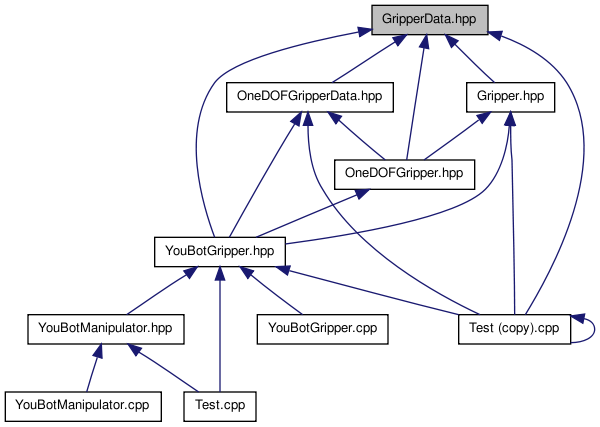 GripperData.hpp
OneDOFGripperData.hpp
Gripper.hpp
OneDOFGripper.hpp
YouBotGripper.hpp
YouBotManipulator.hpp
YouBotGripper.cpp
Test (copy).cpp
YouBotManipulator.cpp
Test.cpp